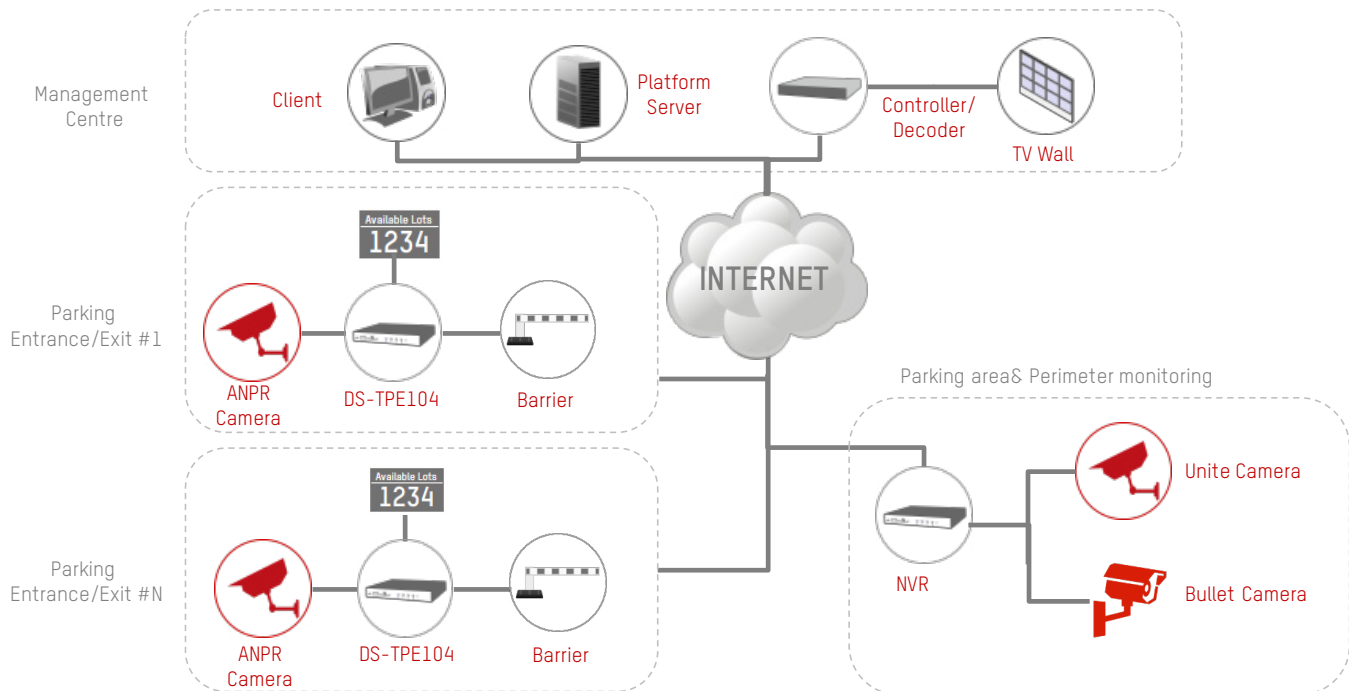 Management
Centre
Client
Platform
Server
Controller/
Decoder
TV Wall
Available Lots
1234
INTERNET
Parking
Entrance/Exit #1
ANPR
Camera
DS-TPE104
Barrier
Parking area& Perimeter monitoring
Available Lots
1234
Unite Camera
Parking
Entrance/Exit #N
NVR
Bullet Camera
ANPR
Camera
DS-TPE104
Barrier